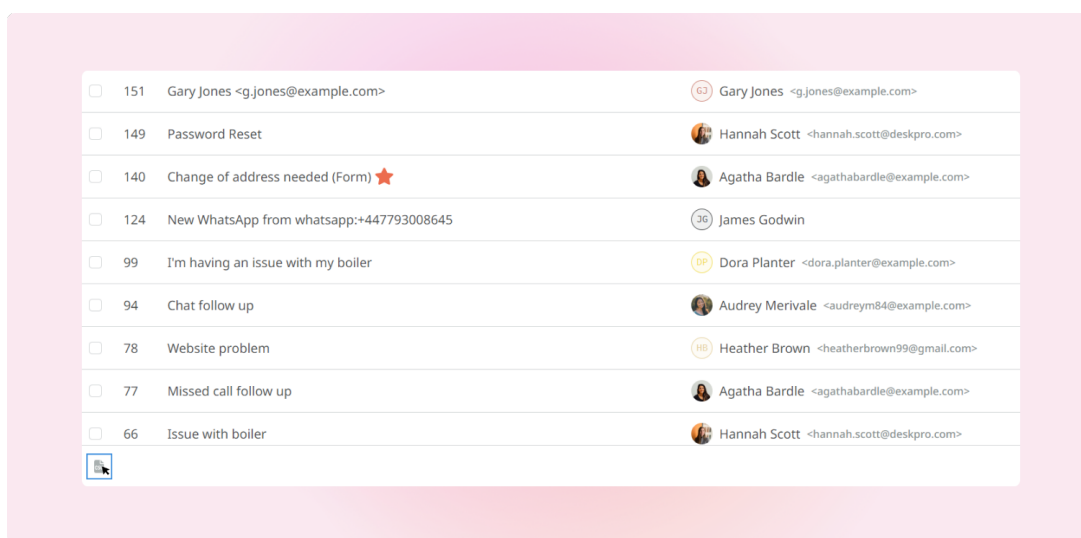 151 Gary Jones <g.jones@example.com> GJ Gary Jones <g.jones@example.com>
149 Password Reset Hannah Scott <hannah.scott@deskpro.com>
140 Change of address needed (Form) Agatha Bardle <agathabardle@example.com>
124 New WhatsApp from whatsapp:+447793008645 JG James Godwin
99 I'm having an issue with my boiler DP Dora Planter <dora.planter@example.com>
94 Chat follow up Audrey Merivale <audreym84@example.com>
78 Website problem HB Heather Brown <heatherbrown99@gmail.com>
77 Missed call follow up Agatha Bardle <agathabardle@example.com>
66 Issue with boiler Hannah Scott <hannah.scott@deskpro.com>